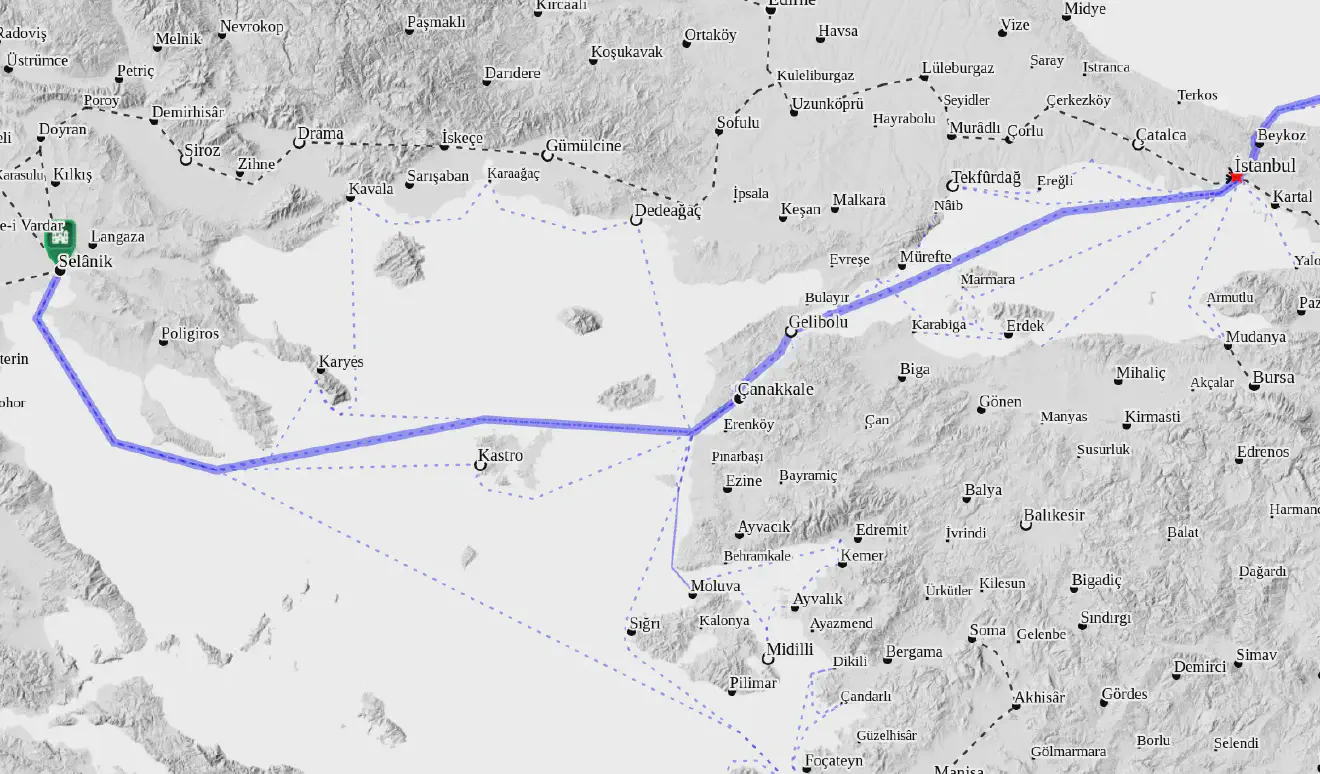 Edirne
Kırcaali
Midye
Nevrokop
Paşmaklı
Radoviş
Melnik
Ortaköy
Havsa
Vize
Koşukavak
Üstrümce
Petriç
Darıdere
Kuleliburgaz
Lüleburgaz
Saray
Istranca
Poroy
Demirhisâr
Uzunköprü
Seyidler
Çerkezköy
Terkos
Doyran
Drama
İskeçe
Gümülcine
Sofulu
Hayrabolu
Murâdlı
Çorlu
Çatalca
Beykoz
Siroz
Zihne
Karasulu
Kılkış
Kavala
Sarışaban
Karaağaç
İpsala
Malkara
Tekfûrdağ
Ereğli
İstanbul
Kartal
Dedeağaç
Keşan
Nâib
e-i Vardar
Langaza
Selânik
Evreşe
Mürefte
Marmara
Yalo
Bulayır
Armutlu
Paz
Poligiros
Gelibolu
Karabiga
Erdek
Mudanya
terin
Karyes
Çanakkale
Biga
Mihaliç
Akçalar
Bursa
ohor
Gönen
Erenköy
Çan
Manyas
Kirmasti
Kastro
Pınarbaşı
Bayramiç
Susurluk
Edrenos
Ezine
Balya
Balıkesir
Harmanc
Ayvacık
Edremit
İvrindi
Balat
Behramkale
Kemer
Moluva
Ayvalık
Ürkütler
Kilesun
Bigadiç
Dağardı
Sığrı
Kalonya
Ayazmend
Soma
Gelenbe
Sındırgı
Midilli
Dikili
Bergama
Simav
Pilimar
Çandarlı
Demirci
Akhisâr
Gördes
Güzelhisâr
Gölmarmara
Borlu
Selendi
Foçateyn
Manisa